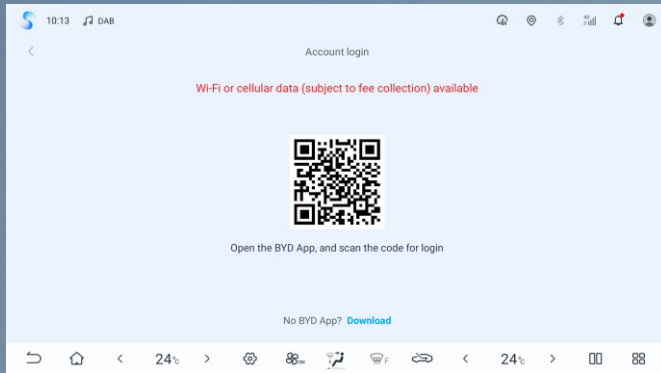 10:13 DAB
Account login
Wi-Fi or cellular data (subject to fee collection) available
Open the BYD App, and scan the code for login
No BYD App? Download
24°c
24°c